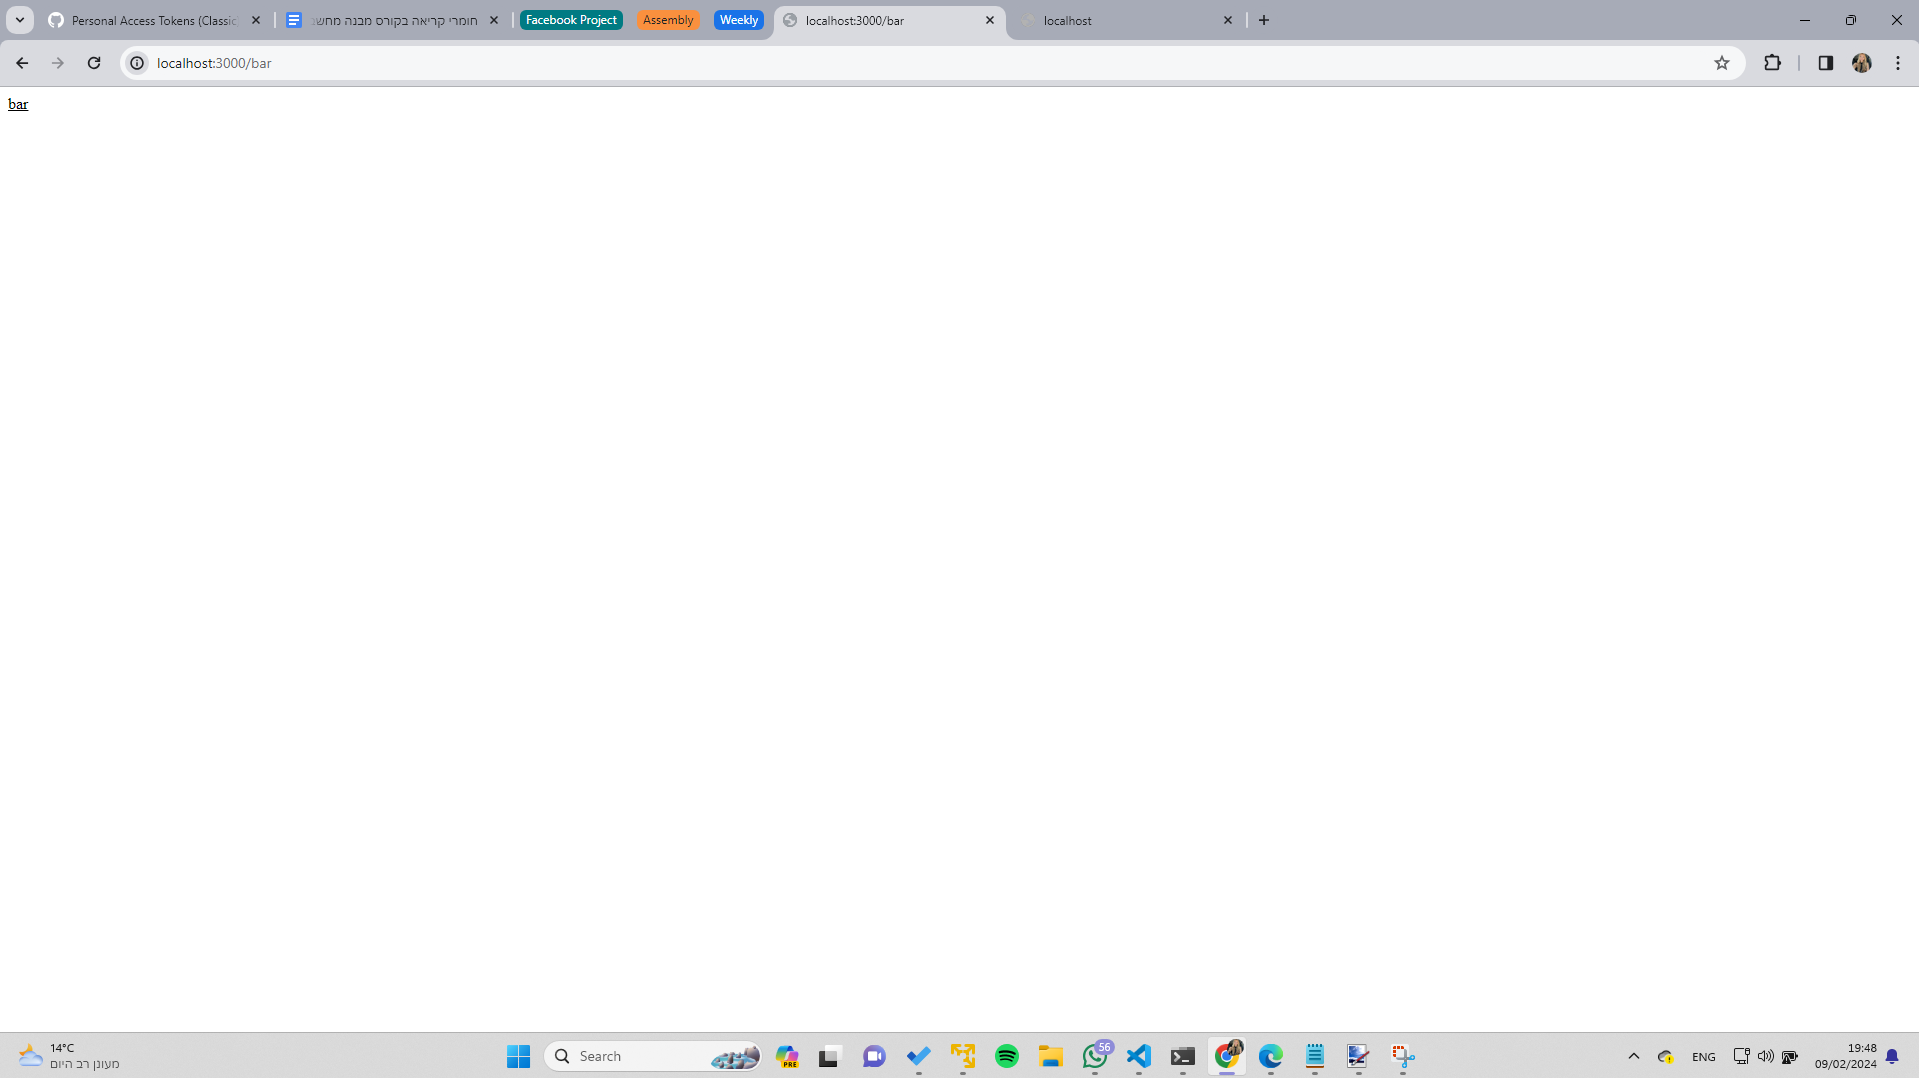 Personal Access Tokens (Classic
חומרי קריאה בקורס מבנה מחשב
Facebook Project
Assembly
Weekly
localhost:3000/bar
localhost
localhost:3000/bar
bar
14°C
מעונן רב היום
Search
PRE
56
ENG
19:48
09/02/2024